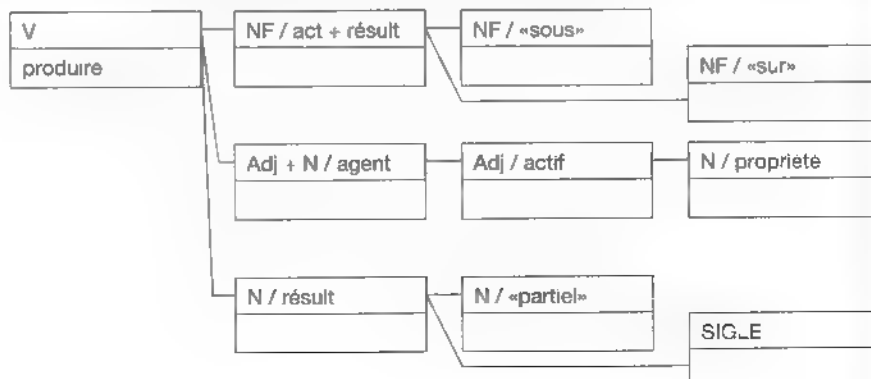 V
produire
NF / act + résult
NF / «sous»
NF / «sur»
Adj + N / agent
Adj / actif
N / propriété
N / résult
N / «partiel»
SIGLE